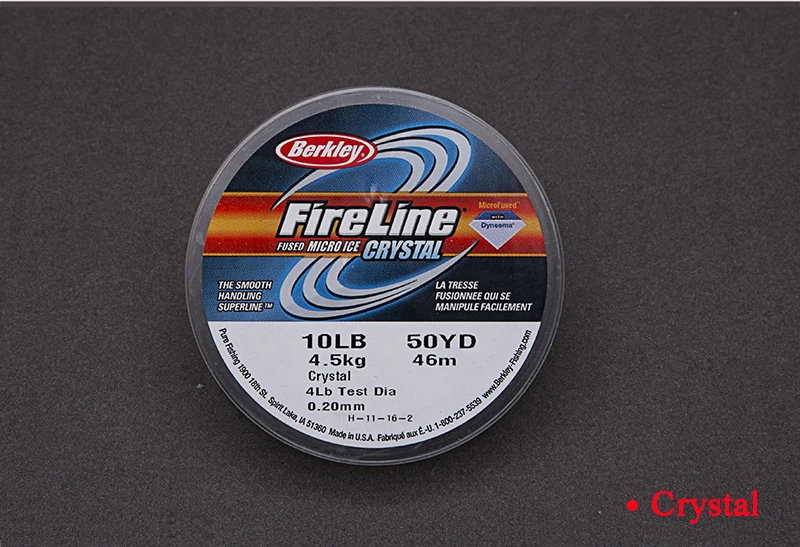 Berkley
FireLine
FUSED MICRO ICE CRYSTAL
MicroFused™
with
Dyneema®
THE SMOOTH
HANDLING
SUPERLINE™
LA TRESSE
FUSIONNEE QUI SE
MANIPULE FACILEMENT
10LB 50YD
4.5kg 46m
Crystal
4Lb Test Dia
0.20mm
H-11-16-2
Pure Fishing 1900 18th St. Spirit Lake, IA 51360 Made in U.S.A. Fabriqué aux É.-U. 1-800-237-5539 www.Berkley-Fishing.com
• Crystal